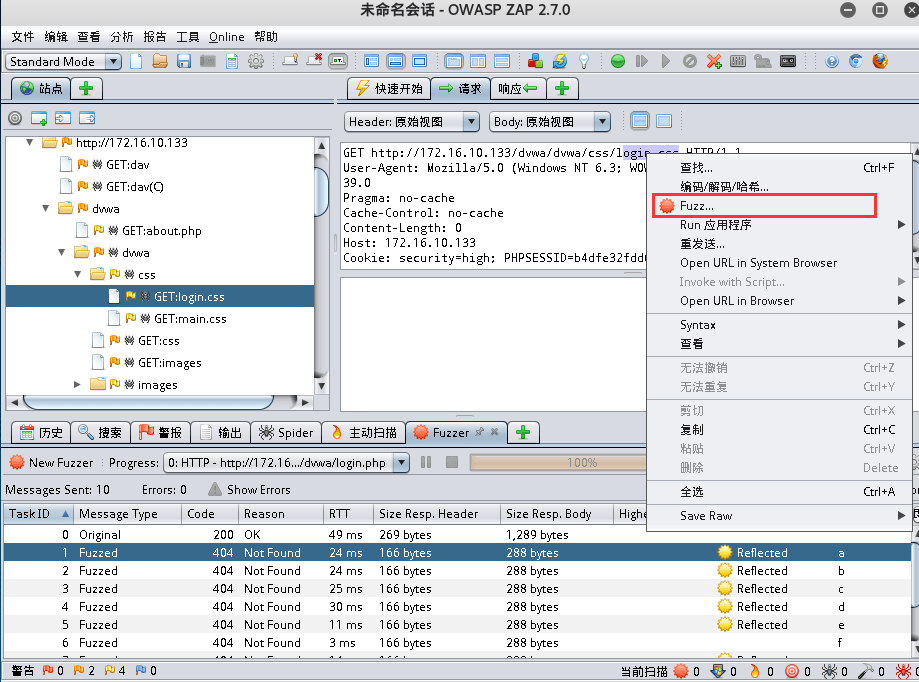 未命名会话 - OWASP ZAP 2.7.0
文件 编辑 查看 分析 报告 工具 Online 帮助
Standard Mode
站点
快速开始 请求 响应
Header: 原始视图 Body: 原始视图
http://172.16.10.133
GET:dav
GET:dav(C)
dvwa
GET:about.php
dvwa
css
GET:login.css
GET:main.css
GET:css
GET:images
images
GET http://172.16.10.133/dvwa/dvwa/css/login.css HTTP/1.1
User-Agent: Mozilla/5.0 (Windows NT 6.3; WOW
39.0
Pragma: no-cache
Cache-Control: no-cache
Content-Length: 0
Host: 172.16.10.133
Cookie: security=high; PHPSESSID=b4dfe32fdd
查找... Ctrl+F
编码/解码/哈希...
Fuzz...
Run 应用程序
重发送...
Open URL in System Browser
Invoke with Script...
Open URL in Browser
Syntax
查看
无法撤销 Ctrl+Z
无法重复 Ctrl+Y
剪切 Ctrl+X
复制 Ctrl+C
粘贴 Ctrl+V
删除 Delete
全选 Ctrl+A
Save Raw
历史 搜索 警报 输出 Spider 主动扫描 Fuzzer
New Fuzzer Progress: 0: HTTP - http://172.16.../dvwa/login.php 100%
Messages Sent: 10 Errors: 0 Show Errors
Task ID Message Type Code Reason RTT Size Resp. Header Size Resp. Body Highe
0 Original 200 OK 49 ms 269 bytes 1,289 bytes
1 Fuzzed 404 Not Found 24 ms 166 bytes 288 bytes Reflected a
2 Fuzzed 404 Not Found 24 ms 166 bytes 288 bytes Reflected b
3 Fuzzed 404 Not Found 25 ms 166 bytes 288 bytes Reflected c
4 Fuzzed 404 Not Found 30 ms 166 bytes 288 bytes Reflected d
5 Fuzzed 404 Not Found 11 ms 166 bytes 288 bytes Reflected e
6 Fuzzed 404 Not Found 3 ms 166 bytes 288 bytes f
警告 0 2 4 0 当前扫描 0 0 0 0 0 0 0